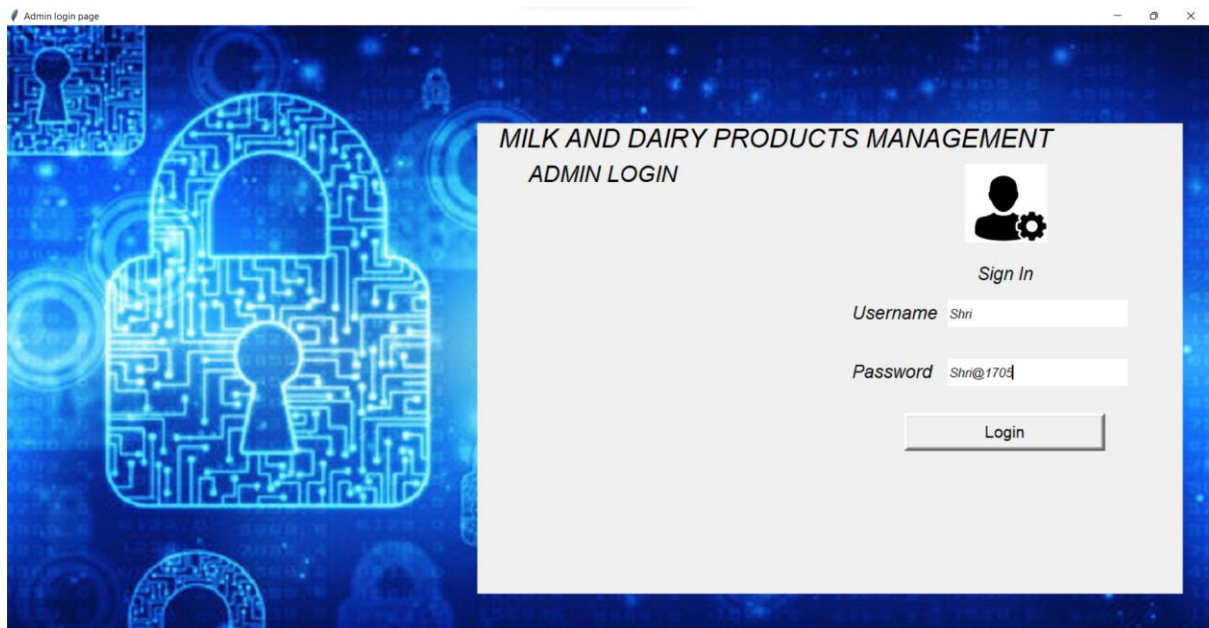 Admin login page
MILK AND DAIRY PRODUCTS MANAGEMENT
ADMIN LOGIN
Sign In
Username Shri
Password Shri@1705
Login